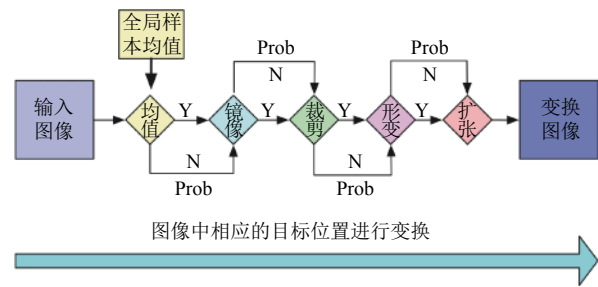 全局样
本均值
Prob
Prob
N
N
输入
图像
均值
Y
镜像
Y
裁剪
Y
形变
Y
扩张
变换
图像
N
N
Prob
Prob
图像中相应的目标位置进行变换